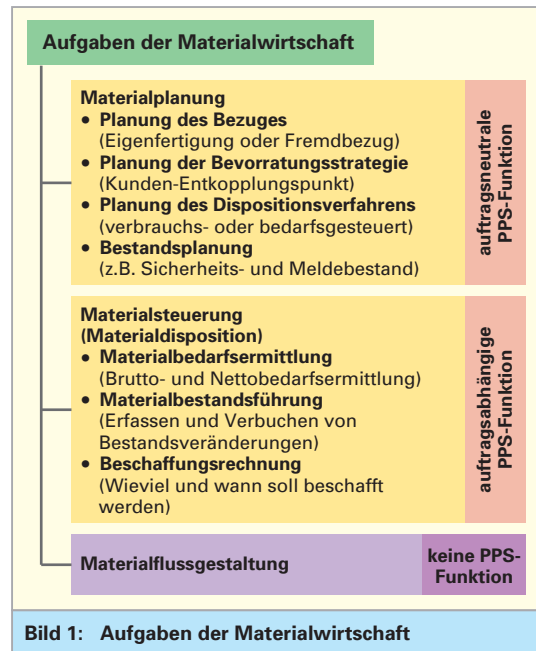 Aufgaben der Materialwirtschaft
Materialplanung
• Planung des Bezuges
(Eigenfertigung oder Fremdbezug)
• Planung der Bevorratungsstrategie
(Kunden-Entkopplungspunkt)
• Planung des Dispositionsverfahrens
(verbrauchs- oder bedarfsgesteuert)
• Bestandsplanung
(z.B. Sicherheits- und Meldebestand)
auftragsneutrale
PPS-Funktion
Materialsteuerung
(Materialdisposition)
• Materialbedarfsermittlung
(Brutto- und Nettobedarfsermittlung)
• Materialbestandsführung
(Erfassen und Verbuchen von
Bestandsveränderungen)
• Beschaffungsrechnung
(Wieviel und wann soll beschafft
werden)
auftragsabhängige
PPS-Funktion
Materialflussgestaltung
keine PPS-
Funktion
Bild 1: Aufgaben der Materialwirtschaft